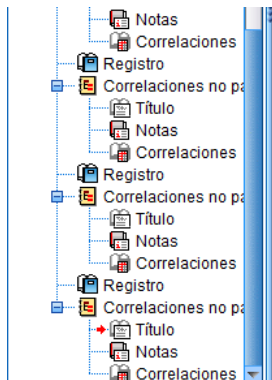 Notas
Correlaciones
Registro
Correlaciones no pa
Título
Notas
Correlaciones
Registro
Correlaciones no pa
Título
Notas
Correlaciones
Registro
Correlaciones no pa
Título
Notas
Correlaciones